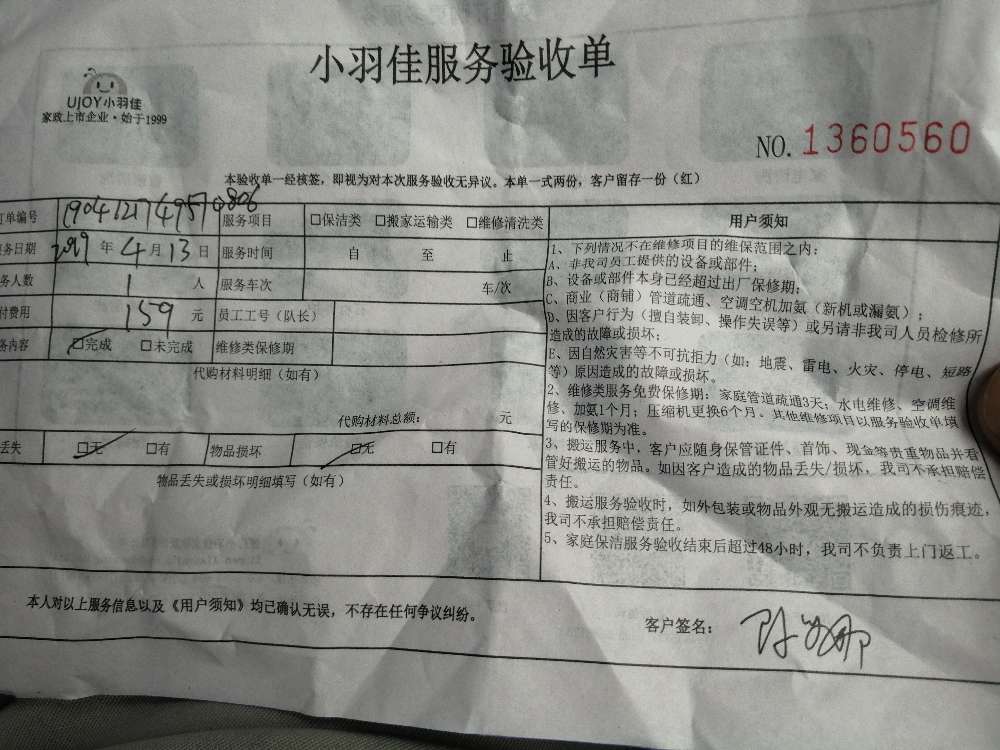 小羽佳服务验收单
UJOY小羽佳
家政上市企业·始于1999
NO. 1360560
本验收单一经核签，即视为对本次服务验收无异议。本单一式两份，客户留存一份（红）
订单编号 服务项目 □保洁类 □搬家运输类 □维修清洗类
服务日期 2019 年 4 月 13 日 服务时间 自 至 止
务人数 1 人 服务车次 车/次
付费用 159 元 员工工号（队长）
务内容 □完成 □未完成 维修类保修期
代购材料明细（如有）
代购材料总额： 元
丢失 □无 □有 物品损坏 □无 □有
物品丢失或损坏明细填写（如有）
用户须知
1、下列情况不在维修项目的维保范围之内：
A、非我司员工提供的设备或部件；
B、设备或部件本身已经超过出厂保修期；
C、商业（商铺）管道疏通、空调空机加氨（新机或漏氨）；
D、因客户行为（擅自装卸、操作失误等）或另请非我司人员检修所
造成的故障或损坏；
E、因自然灾害等不可抗拒力（如：地震、雷电、火灾、停电、短路
等）原因造成的故障或损坏。
2、维修类服务免费保修期：家庭管道疏通3天；水电维修、空调维
修、加氨1个月；压缩机更换6个月。其他维修项目以服务验收单填
写的保修期为准。
3、搬运服务中，客户应随身保管证件、首饰、现金等贵重物品并看
管好搬运的物品。如因客户造成的物品丢失/损坏，我司不承担赔偿
责任。
4、搬运服务验收时，如外包装或物品外观无搬运造成的损伤痕迹，
我司不承担赔偿责任。
5、家庭保洁服务验收结束后超过48小时，我司不负责上门返工。
本人对以上服务信息以及《用户须知》均已确认无误，不存在任何争议纠纷。
客户签名：